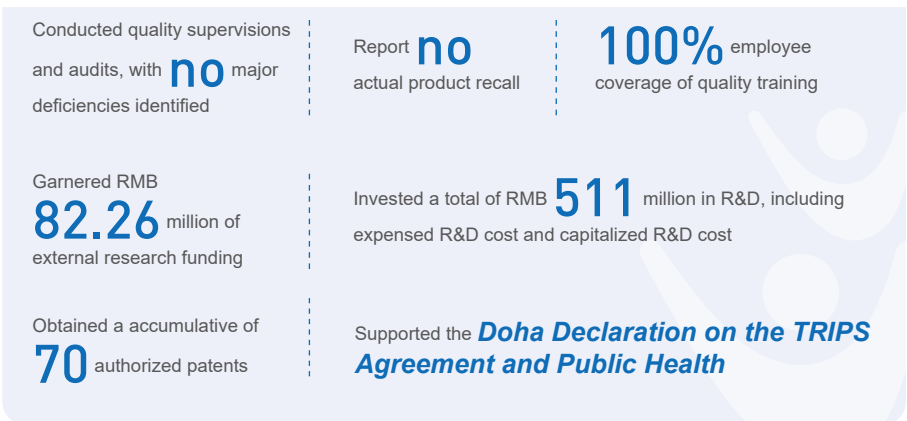 Conducted quality supervisions
and audits, with no major
deficiencies identified
Report no
actual product recall
100% employee
coverage of quality training
Garnered RMB
82.26 million of
external research funding
Invested a total of RMB 511 million in R&D, including
expensed R&D cost and capitalized R&D cost
Obtained a accumulative of
70 authorized patents
Supported the Doha Declaration on the TRIPS
Agreement and Public Health